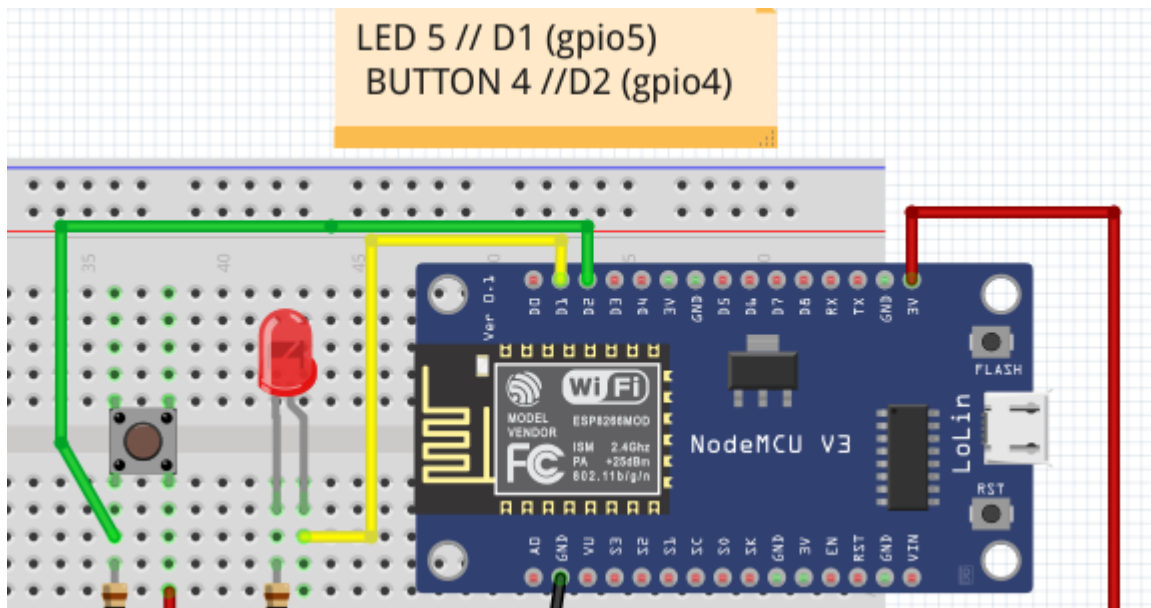 LED 5 // D1 (gpio5)
BUTTON 4 //D2 (gpio4)
35
40
45
Ver 0.1
D0 D1 D2 D3 D4 3V GND D5 D6 D7 D8 RX TX GND 3V
FLASH
WiFi
MODEL
VENDOR
ESP8266MOD
ISM 2.4Ghz
PA +25dBm
802.11b/g/n
FC
NodeMCU V3
LoLin
RST
AD GND VU S3 S2 S1 SC SO SK GND 3V EN RST GND VIN